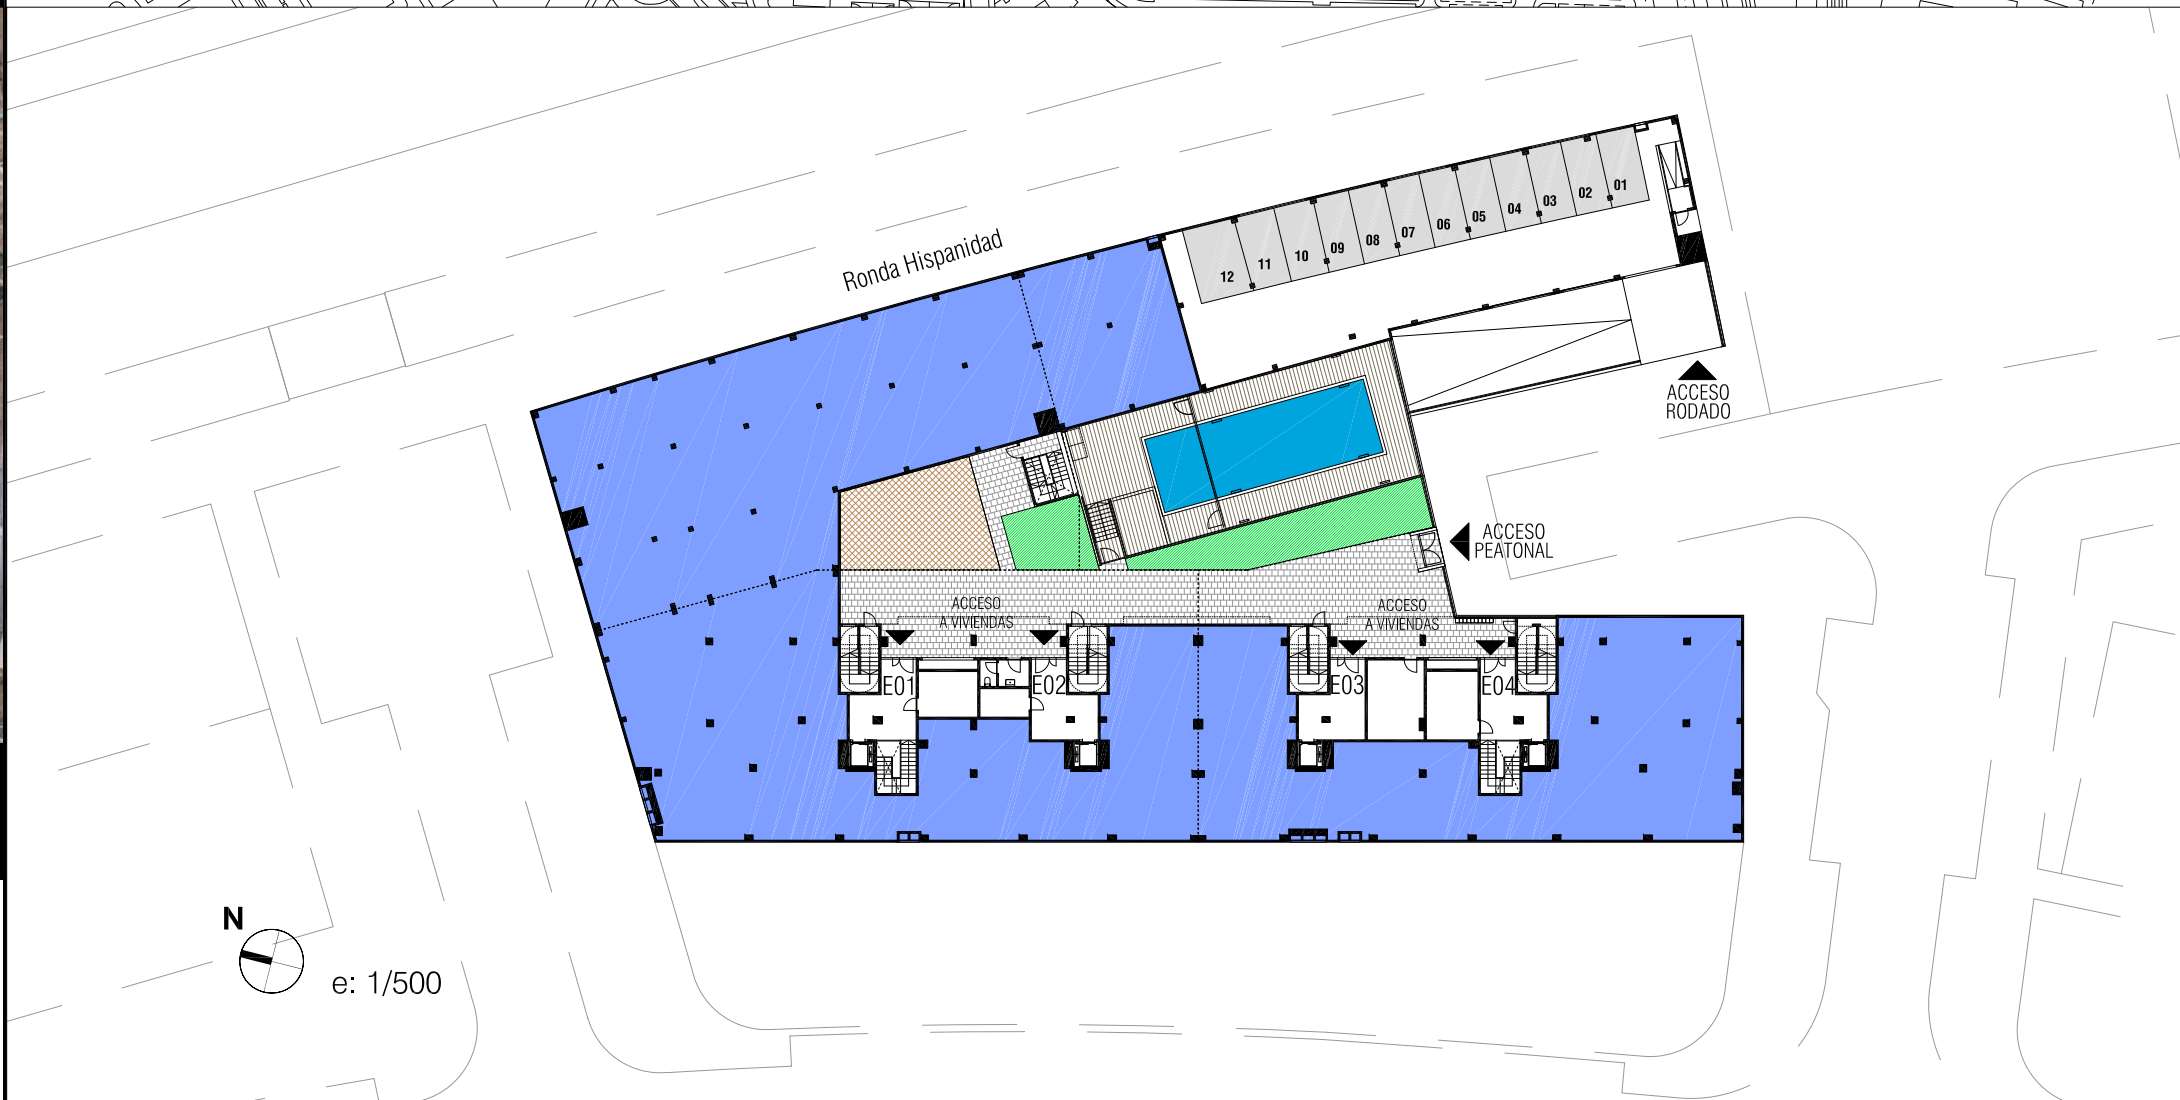 01
02
03
04
05
06
07
08
09
10
11
12
Ronda Hispanidad
ACCESO
RODADO
ACCESO
PEATONAL
ACCESO
A VIVIENDAS
ACCESO
A VIVIENDAS
E01
E02
E03
E04
N
e: 1/500